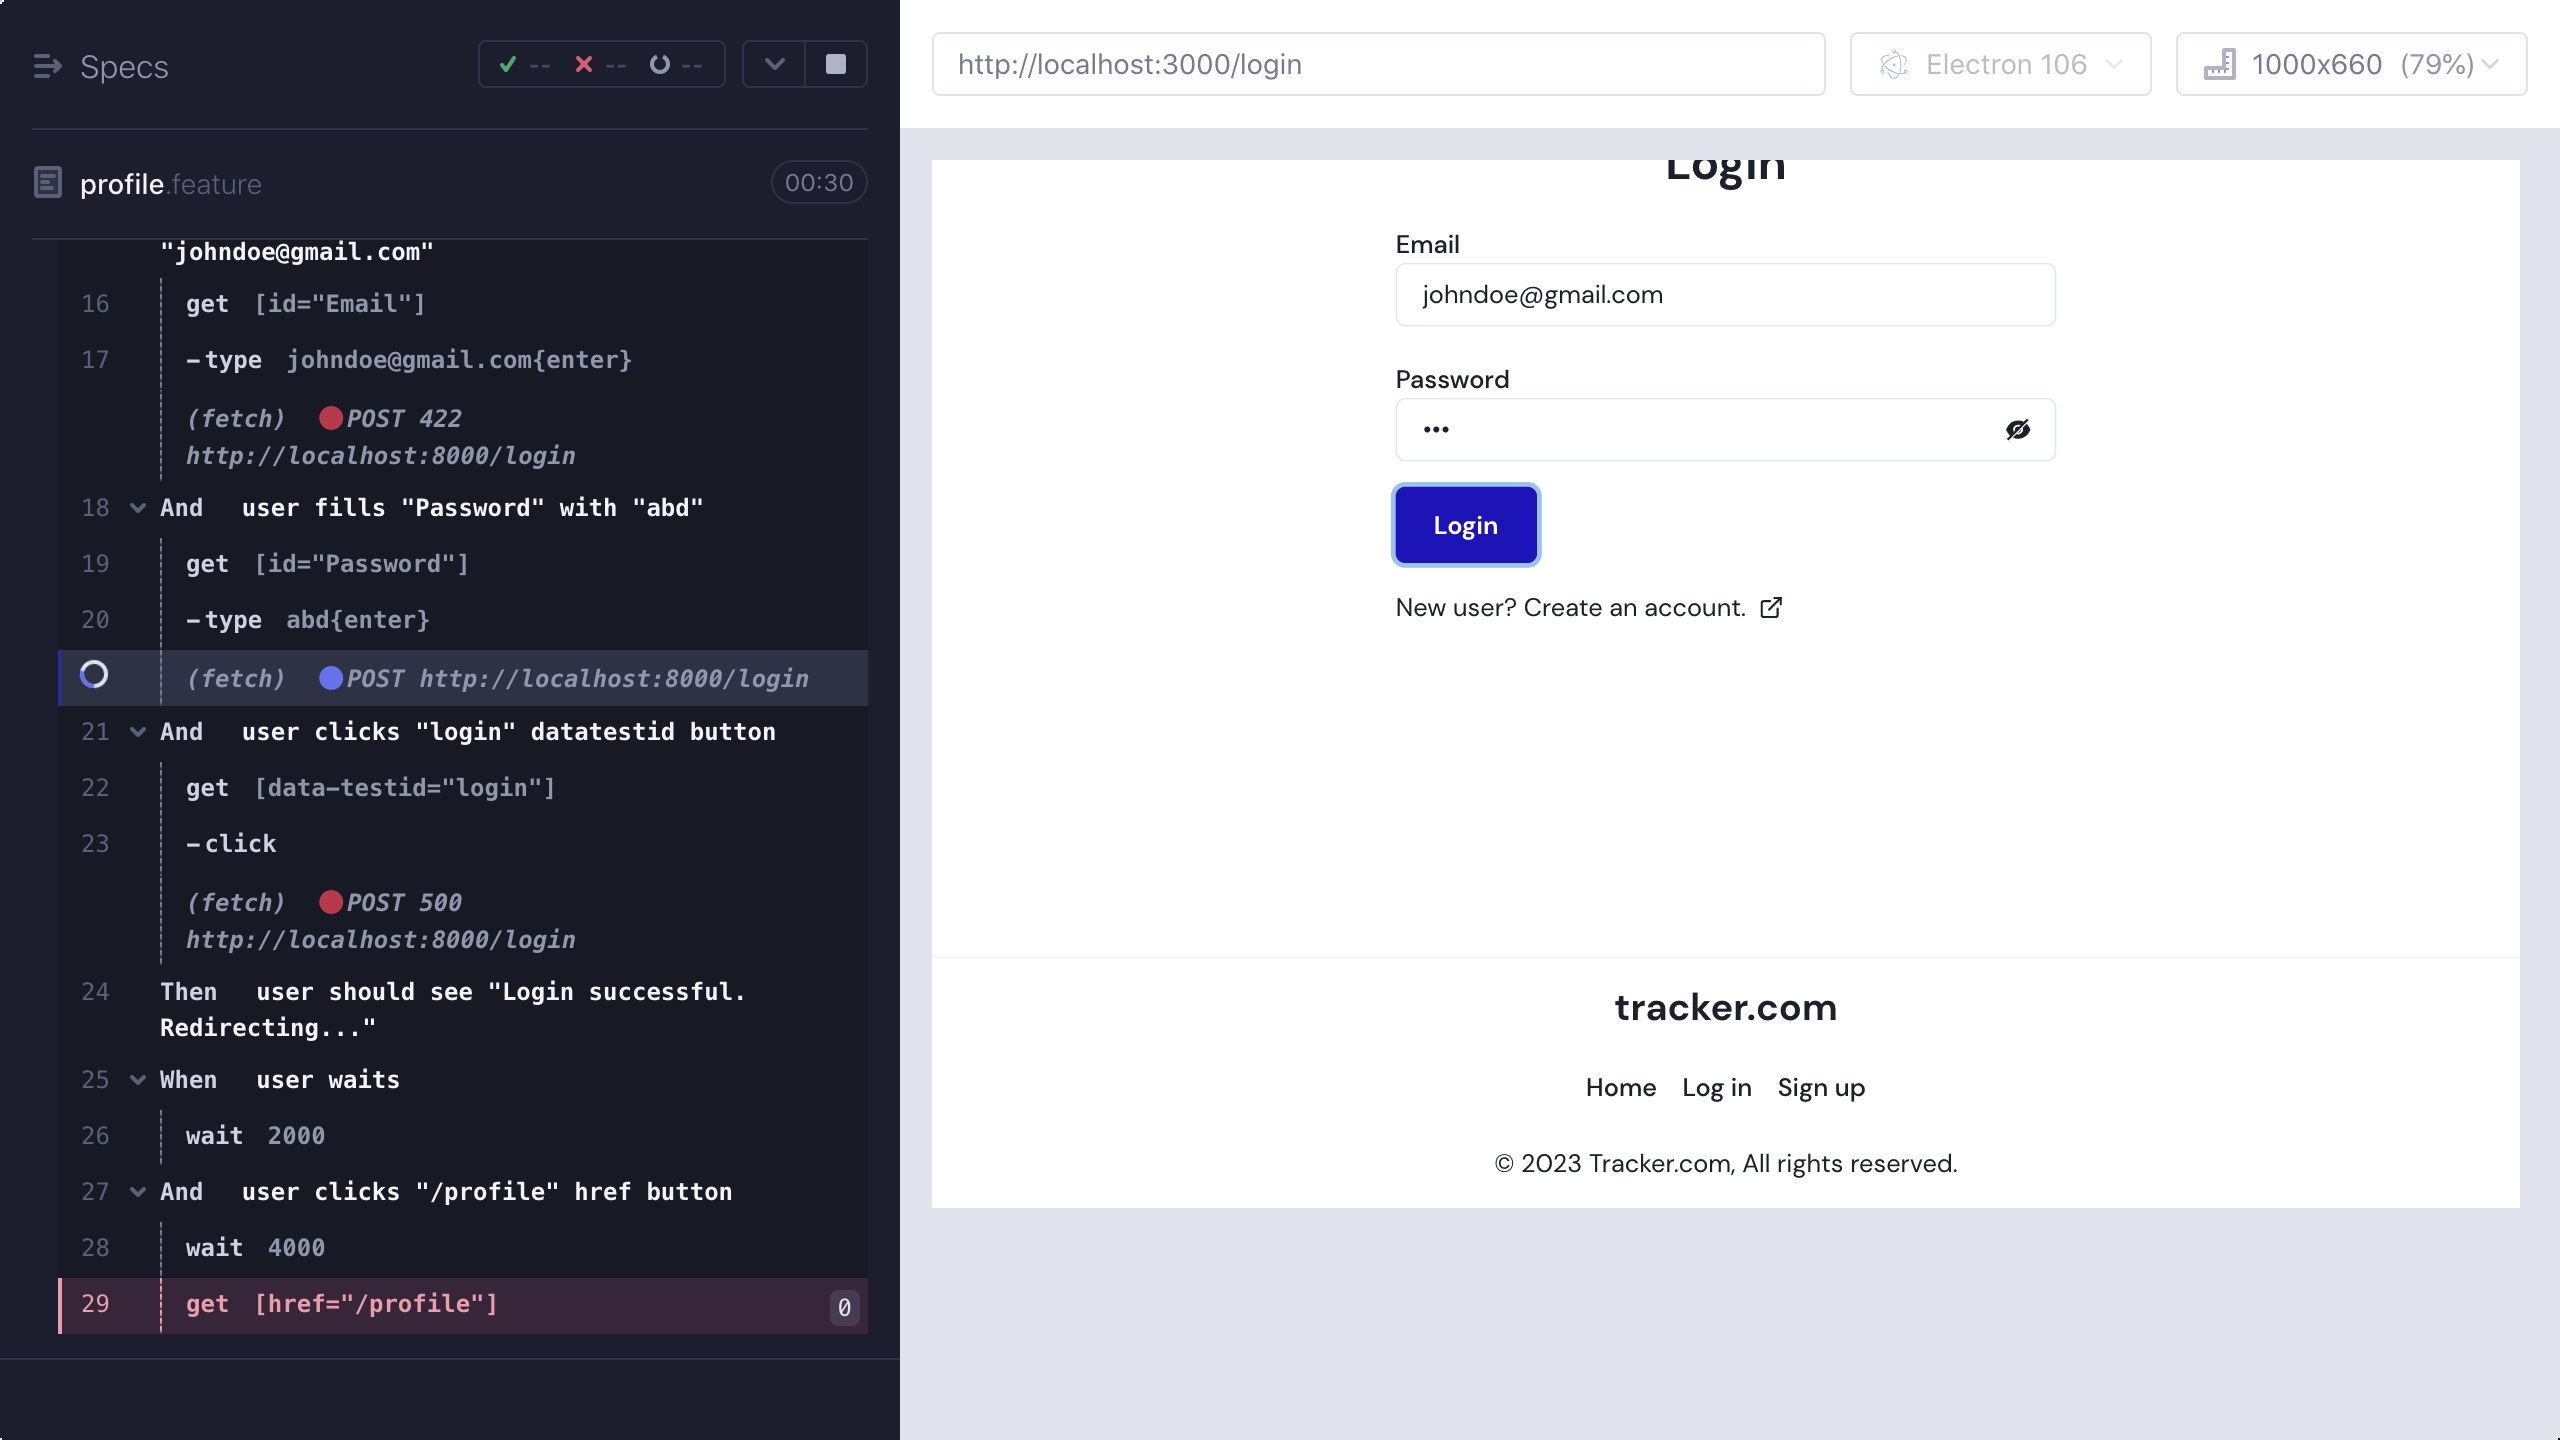 Specs
-- -- --
profile.feature
00:30
"johndoe@gmail.com"
16 get [id="Email"]
17 -type johndoe@gmail.com{enter}
(fetch) POST 422
http://localhost:8000/login
18 And user fills "Password" with "abd"
19 get [id="Password"]
20 -type abd{enter}
(fetch) POST http://localhost:8000/login
21 And user clicks "login" datatestid button
22 get [data-testid="login"]
23 -click
(fetch) POST 500
http://localhost:8000/login
24 Then user should see "Login successful.
Redirecting..."
25 When user waits
26 wait 2000
27 And user clicks "/profile" href button
28 wait 4000
29 get [href="/profile"] 0
http://localhost:3000/login
Electron 106
1000x660 (79%)
Login
Email
johndoe@gmail.com
Password
•••
Login
New user? Create an account.
tracker.com
Home Log in Sign up
© 2023 Tracker.com, All rights reserved.